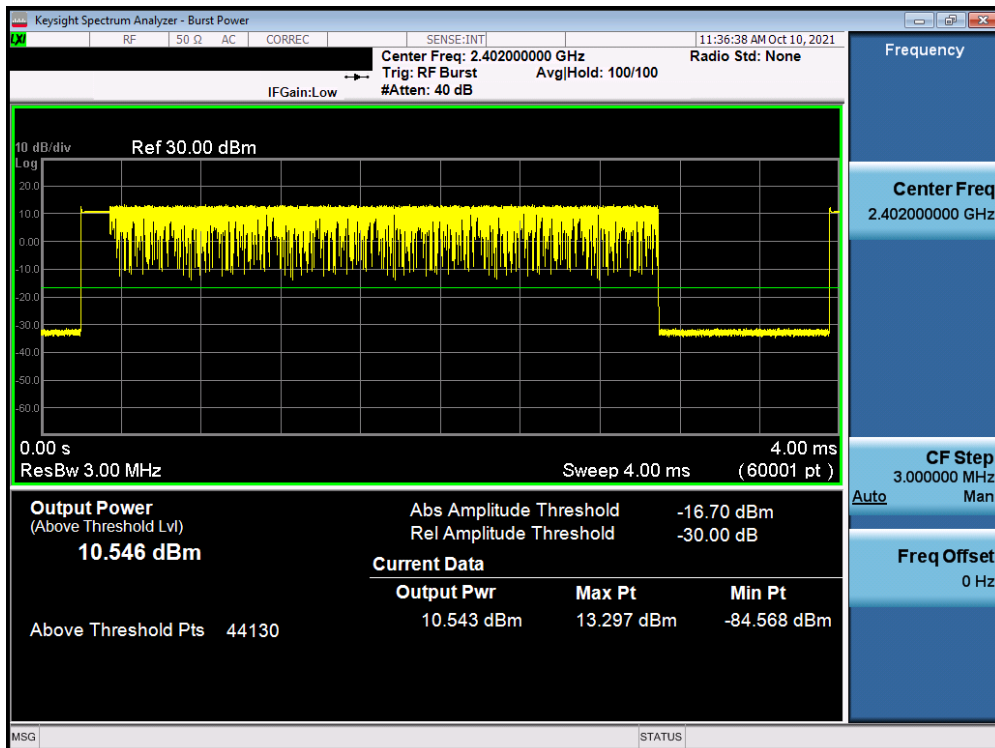 Keysight Spectrum Analyzer - Burst Power
LXI RF 50 Ω AC CORREC SENSE:INT 11:36:38 AM Oct 10, 2021
Center Freq: 2.402000000 GHz Radio Std: None
Trig: RF Burst Avg|Hold: 100/100
IFGain:Low #Atten: 40 dB
Frequency
10 dB/div Ref 30.00 dBm
Log
20.0
10.0
0.00
-10.0
-20.0
-30.0
-40.0
-50.0
-60.0
0.00 s 4.00 ms
ResBw 3.00 MHz Sweep 4.00 ms (60001 pt )
Center Freq
2.402000000 GHz
CF Step
3.000000 MHz
Auto Man
Freq Offset
0 Hz
Output Power
(Above Threshold Lvl)
10.546 dBm
Above Threshold Pts 44130
Abs Amplitude Threshold -16.70 dBm
Rel Amplitude Threshold -30.00 dB
Current Data
Output Pwr Max Pt Min Pt
10.543 dBm 13.297 dBm -84.568 dBm
MSG STATUS